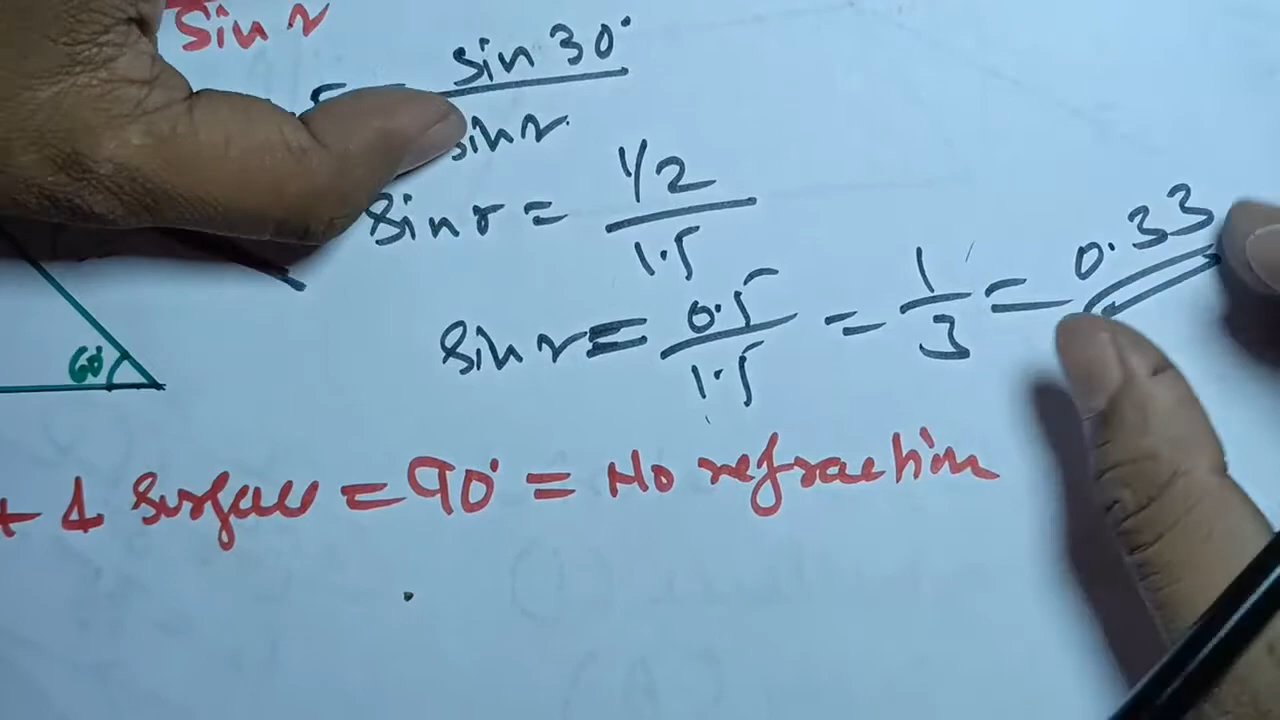 Sin r
sin 30°
sin r
Sin r = 1/2 / 1.5
Sin r = 0.5 / 1.5 = 1 / 3 = 0.33
60°
+ Δ Surface = 90° = No refraction